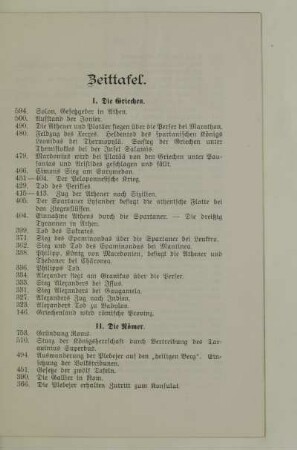 Zeittafel.
I. Die Griechen.
594. Solon, Gesetzgeber in Athen.
500. Aufstand der Jonier.
490. Die Athener und Platäer siegen über die Perser bei Marathon.
480. Feldzug des Xerxes. Heldentod des spartanischen Königs
Leonidas bei Thermopylä. Seesieg der Griechen unter
Themistokles bei der Insel Salamis.
479. Mardonius wird bei Platää von den Griechen unter Pau-
sanias und Aristides geschlagen und fällt.
466. Cimons Sieg am Eurymedon.
431—404. Der Peloponnesische Krieg.
429. Tod des Perikles.
415—413. Zug der Athener nach Sizilien.
405. Der Spartaner Lysander besiegt die athenische Flotte bei
den Ziegenflüssen.
404. Einnahme Athens durch die Spartaner. — Die dreißig
Tyrannen in Athen.
399. Tod des Sokrates.
371. Sieg des Epaminondas über die Spartaner bei Leuktra.
362. Sieg und Tod des Epaminondas bei Mantinea.
338. Philipp, König von Macedonien, besiegt die Athener und
Thebaner bei Chäronea.
336. Philipps Tod.
334. Alexander siegt am Granikus über die Perser.
333. Sieg Alexanders bei Issus.
331. Sieg Alexanders bei Gaugamela.
327. Alexanders Zug nach Indien.
323. Alexanders Tod zu Babylon.
146. Griechenland wird römische Provinz.
II. Die Römer.
753. Gründung Roms.
510. Sturz der Königsherrschaft durch Vertreibung des Tar-
quinius Superbus.
494. Auswanderung der Plebejer auf den „heiligen Berg“. Ein-
setzung der Volkstribunen.
451. Gesetze der zwölf Tafeln.
390. Die Gallier in Rom.
366. Die Plebejer erhalten Zutritt zum Konsulat.